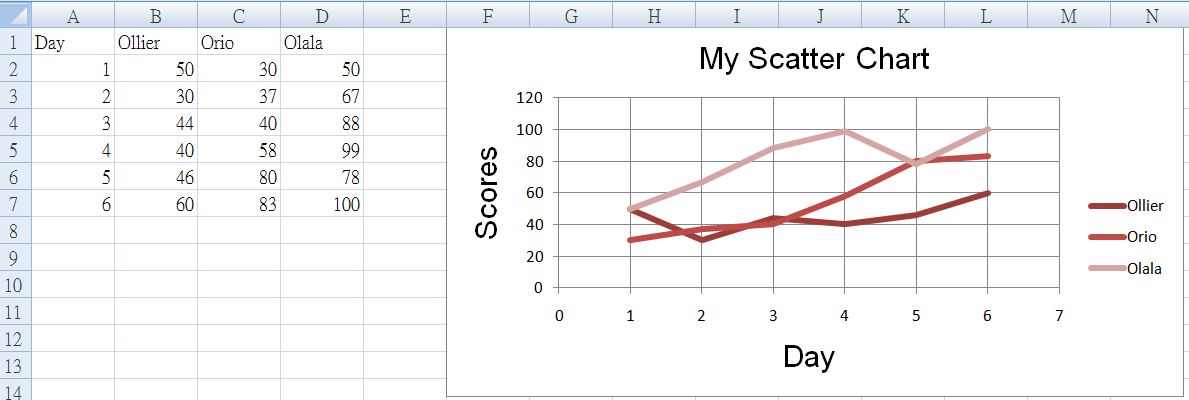 A B C D E F G H I J K L M N
1 Day Ollier Orio Olala
2 1 50 30 50
3 2 30 37 67
4 3 44 40 88
5 4 40 58 99
6 5 46 80 78
7 6 60 83 100
8
9
10
11
12
13
14
My Scatter Chart
Scores
120
100
80
60
40
20
0
0 1 2 3 4 5 6 7
Day
Ollier
Orio
Olala